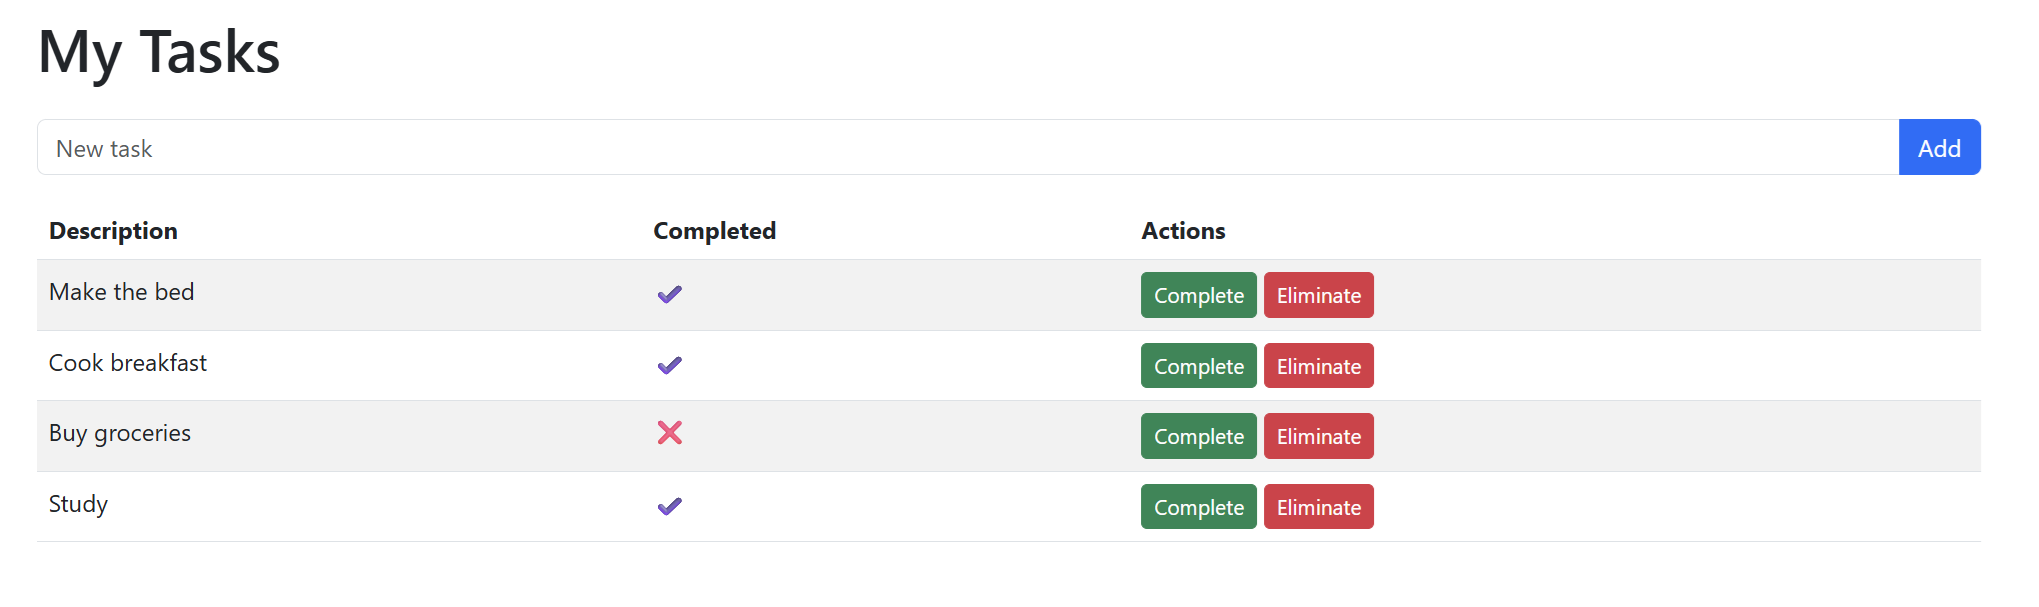 My Tasks
New task Add
Description Completed Actions
Make the bed ✔ Complete Eliminate
Cook breakfast ✔ Complete Eliminate
Buy groceries ❌ Complete Eliminate
Study ✔ Complete Eliminate